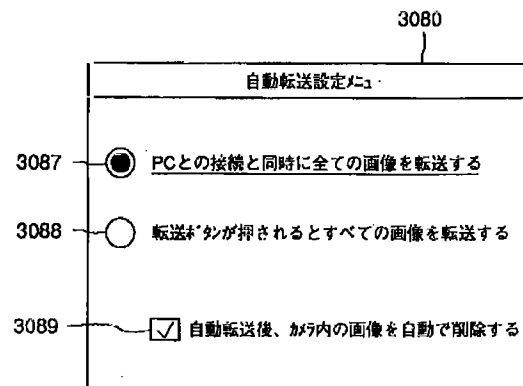 3080
自動転送設定ﾒﾆｭｰ
3087 PCとの接続と同時に全ての画像を転送する
3088 転送ﾎﾞﾀﾝが押されるとすべての画像を転送する
3089 自動転送後、ｶﾒﾗ内の画像を自動で削除する